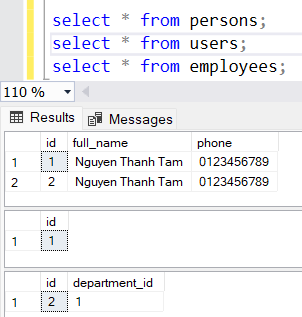 select * from persons;
select * from users;
select * from employees;
110 %
Results Messages
id full_name phone
1 1 Nguyen Thanh Tam 0123456789
2 2 Nguyen Thanh Tam 0123456789
id
1 1
id department_id
1 2 1